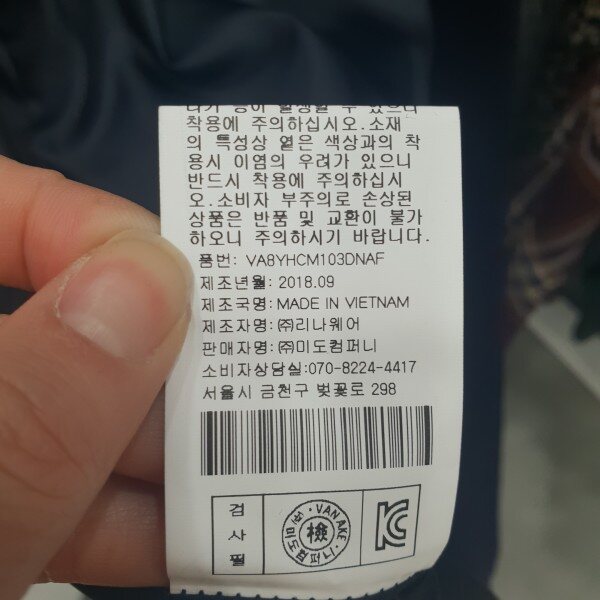 착용에 주의하십시오.소재
의 특성상 옅은 색상과의 착
용시 이염의 우려가 있으니
반드시 착용에 주의하십시
오.소비자 부주의로 손상된
상품은 반품 및 교환이 불가
하오니 주의하시기 바랍니다.
품번: VA8YHCM103DNAF
제조년월: 2018.09
제조국명: MADE IN VIETNAM
제조자명: ㈜리나웨어
판매자명: ㈜미도컴퍼니
소비자상담실:070-8224-4417
서울시 금천구 벚꽃로 298
검사필
VAN AKE · ㈜미도컴퍼니
檢
KC